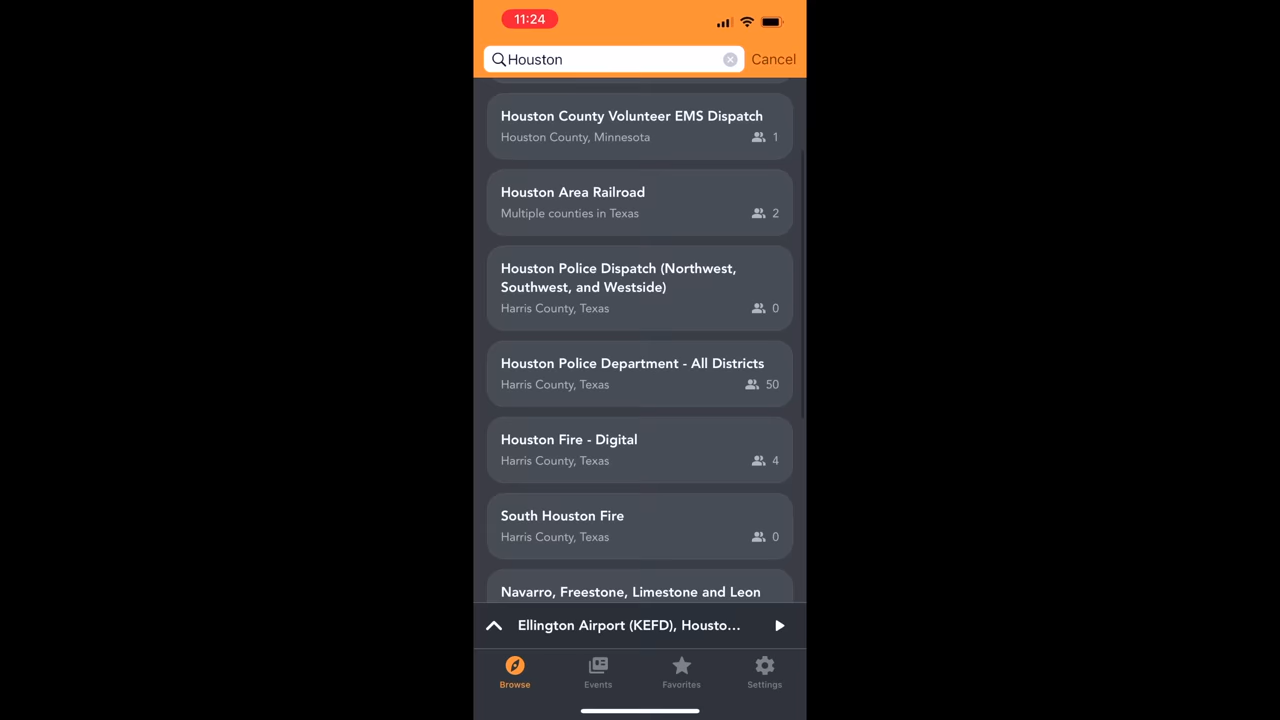 11:24
Houston
Cancel
Houston County Volunteer EMS Dispatch
Houston County, Minnesota
1
Houston Area Railroad
Multiple counties in Texas
2
Houston Police Dispatch (Northwest,
Southwest, and Westside)
Harris County, Texas
0
Houston Police Department - All Districts
Harris County, Texas
50
Houston Fire - Digital
Harris County, Texas
4
South Houston Fire
Harris County, Texas
0
Navarro, Freestone, Limestone and Leon
Ellington Airport (KEFD), Housto...
Browse
Events
Favorites
Settings